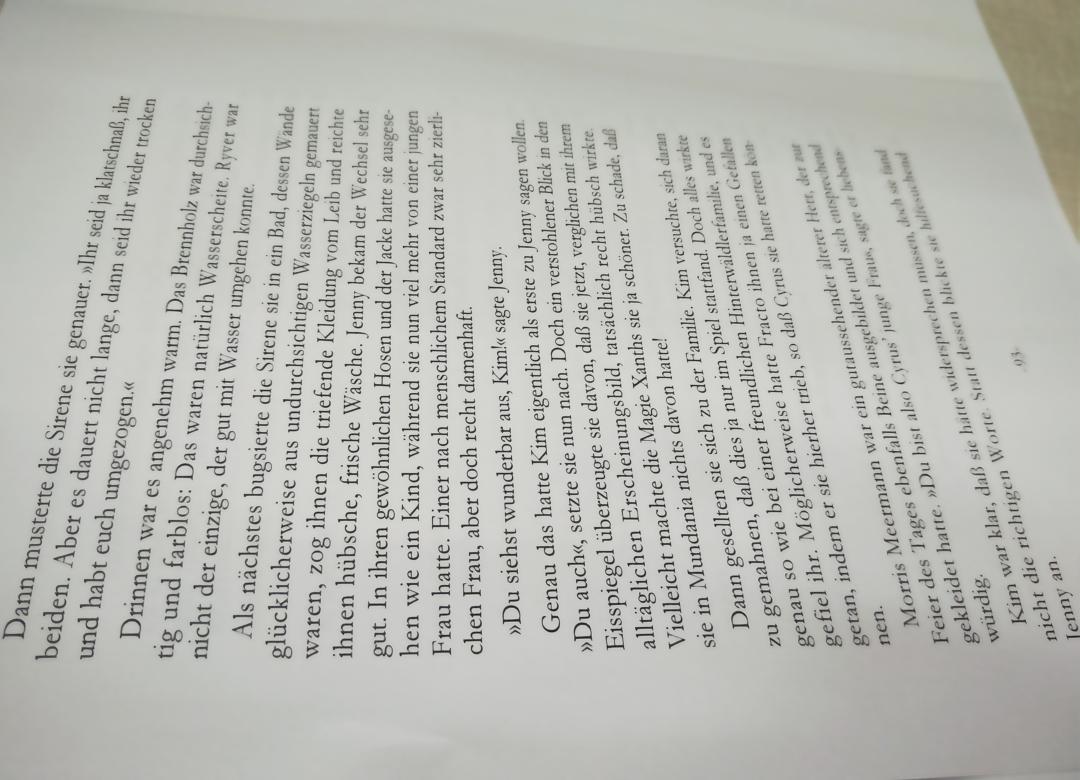 Dann musterte die Sirene sie genauer. »Ihr seid ja klatschnaß, ihr
beiden. Aber es dauert nicht lange, dann seid ihr wieder trocken
und habt euch umgezogen.«
Drinnen war es angenehm warm. Das Brennholz war durchsich-
tig und farblos: Das waren natürlich Wasserscheite. Ryver war
nicht der einzige, der gut mit Wasser umgehen konnte.
Als nächstes bugsierte die Sirene sie in ein Bad, dessen Wände
glücklicherweise aus undurchsichtigen Wasserziegeln gemauert
waren, zog ihnen die triefende Kleidung vom Leib und reichte
ihnen hübsche, frische Wäsche. Jenny bekam der Wechsel sehr
gut. In ihren gewöhnlichen Hosen und der Jacke hatte sie ausgese-
hen wie ein Kind, während sie nun viel mehr von einer jungen
Frau hatte. Einer nach menschlichem Standard zwar sehr zierli-
chen Frau, aber doch recht damenhaft.
»Du siehst wunderbar aus, Kim!« sagte Jenny.
Genau das hatte Kim eigentlich als erste zu Jenny sagen wollen.
»Du auch«, setzte sie nun nach. Doch ein verstohlener Blick in den
Eisspiegel überzeugte sie davon, daß sie jetzt, verglichen mit ihrem
alltäglichen Erscheinungsbild, tatsächlich recht hübsch wirkte.
Vielleicht machte die Magie Xanths sie ja schöner. Zu schade, daß
sie in Mundania nichts davon hatte!
Dann gesellten sie sich zu der Familie. Kim versuchte, sich daran
zu gemahnen, daß dies ja nur im Spiel stattfand. Doch alles wirkte
genau so wie bei einer freundlichen Hinterwäldlerfamilie, und es
gefiel ihr. Möglicherweise hatte Fracto ihnen ja einen Gefallen
getan, indem er sie hierher trieb, so daß Cyrus sie hatte retten kön-
nen.
Morris Meermann war ein gutaussehender älterer Herr, der zur
Feier des Tages ebenfalls Beine ausgebildet und sich entsprechend
gekleidet hatte. »Du bist also Cyrus' junge Frau«, sagte er liebens-
würdig.
Kim war klar, daß sie hätte widersprechen müssen, doch sie fand
nicht die richtigen Worte. Statt dessen blickte sie hilfesuchend
Jenny an.
93